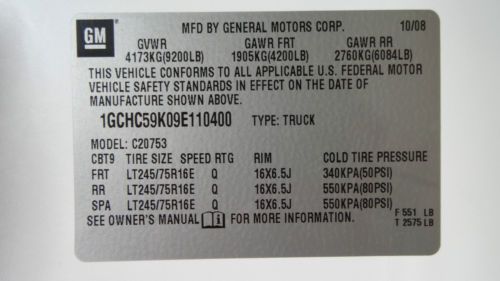 GM
MFD BY GENERAL MOTORS CORP. 10/08
GVWR GAWR FRT GAWR RR
4173KG(9200LB) 1905KG(4200LB) 2760KG(6084LB)
THIS VEHICLE CONFORMS TO ALL APPLICABLE U.S. FEDERAL MOTOR
VEHICLE SAFETY STANDARDS IN EFFECT ON THE DATE OF
MANUFACTURE SHOWN ABOVE.
1GCHC59K09E110400 TYPE: TRUCK
MODEL: C20753
CBT9 TIRE SIZE SPEED RTG RIM COLD TIRE PRESSURE
FRT LT245/75R16E Q 16X6.5J 340KPA(50PSI)
RR LT245/75R16E Q 16X6.5J 550KPA(80PSI)
SPA LT245/75R16E Q 16X6.5J 550KPA(80PSI)
SEE OWNER'S MANUAL i F 551 LB
T 2575 LB